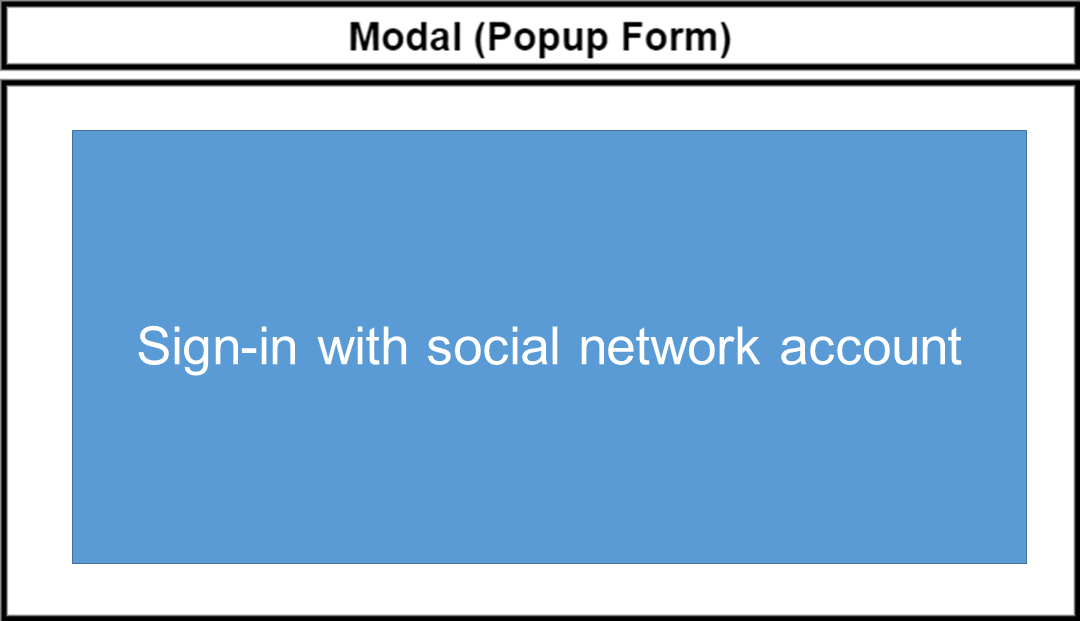 Modal (Popup Form)
Sign-in with social network account